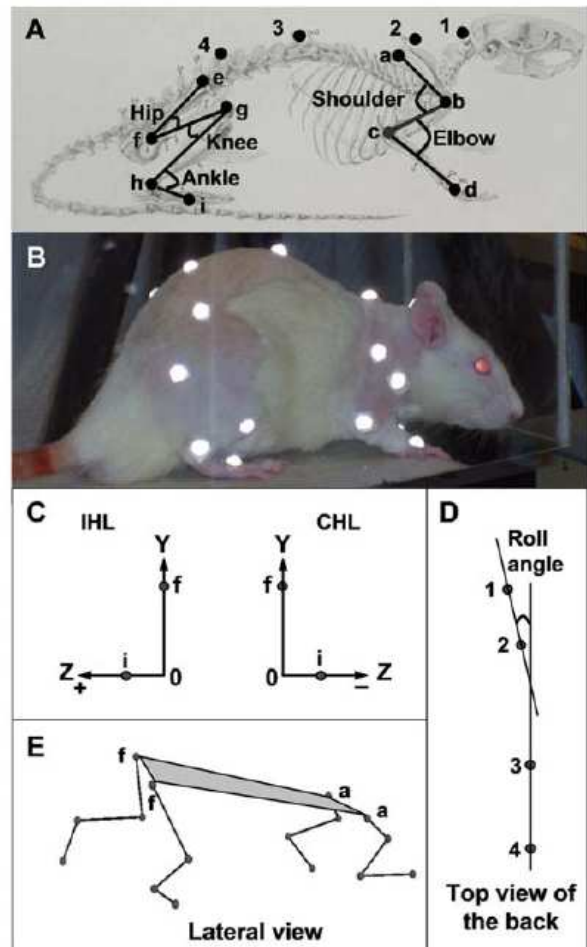 A
3
2
1
4
a
e
Shoulder
b
Hip
g
c
Elbow
f
Knee
h
Ankle
d
i
B
C
IHL
CHL
D
Y
Y
Roll
angle
f
f
1
i
i
2
Z
0
0
Z
+
–
E
f
3
f
a
a
4
Lateral view
Top view of
the back